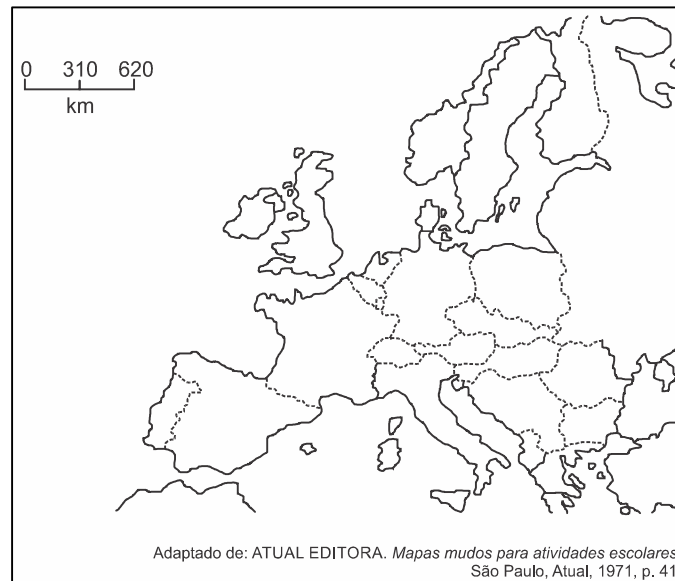 0 310 620
km
Adaptado de: ATUAL EDITORA. Mapas mudos para atividades escolares
São Paulo, Atual, 1971, p. 41